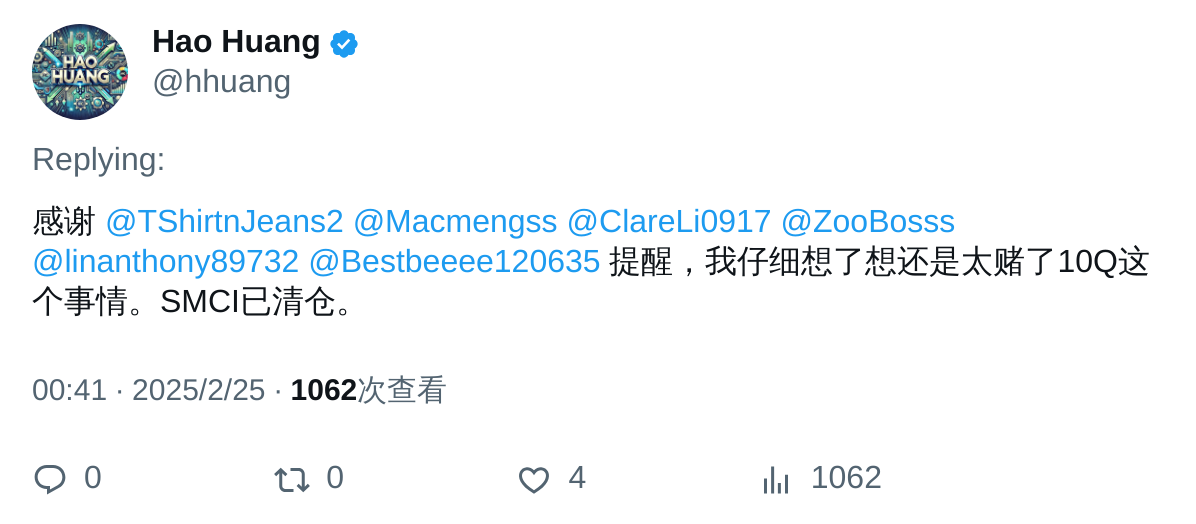 HAO
HUANG
Hao Huang
@hhuang
Replying:
感谢 @TShirtnJeans2 @Macmengss @ClareLi0917 @ZooBosss
@linanthony89732 @Bestbeeee120635 提醒，我仔细想了想还是太赌了10Q这
个事情。SMCI已清仓。
00:41 · 2025/2/25 · 1062次查看
0 0 4 1062